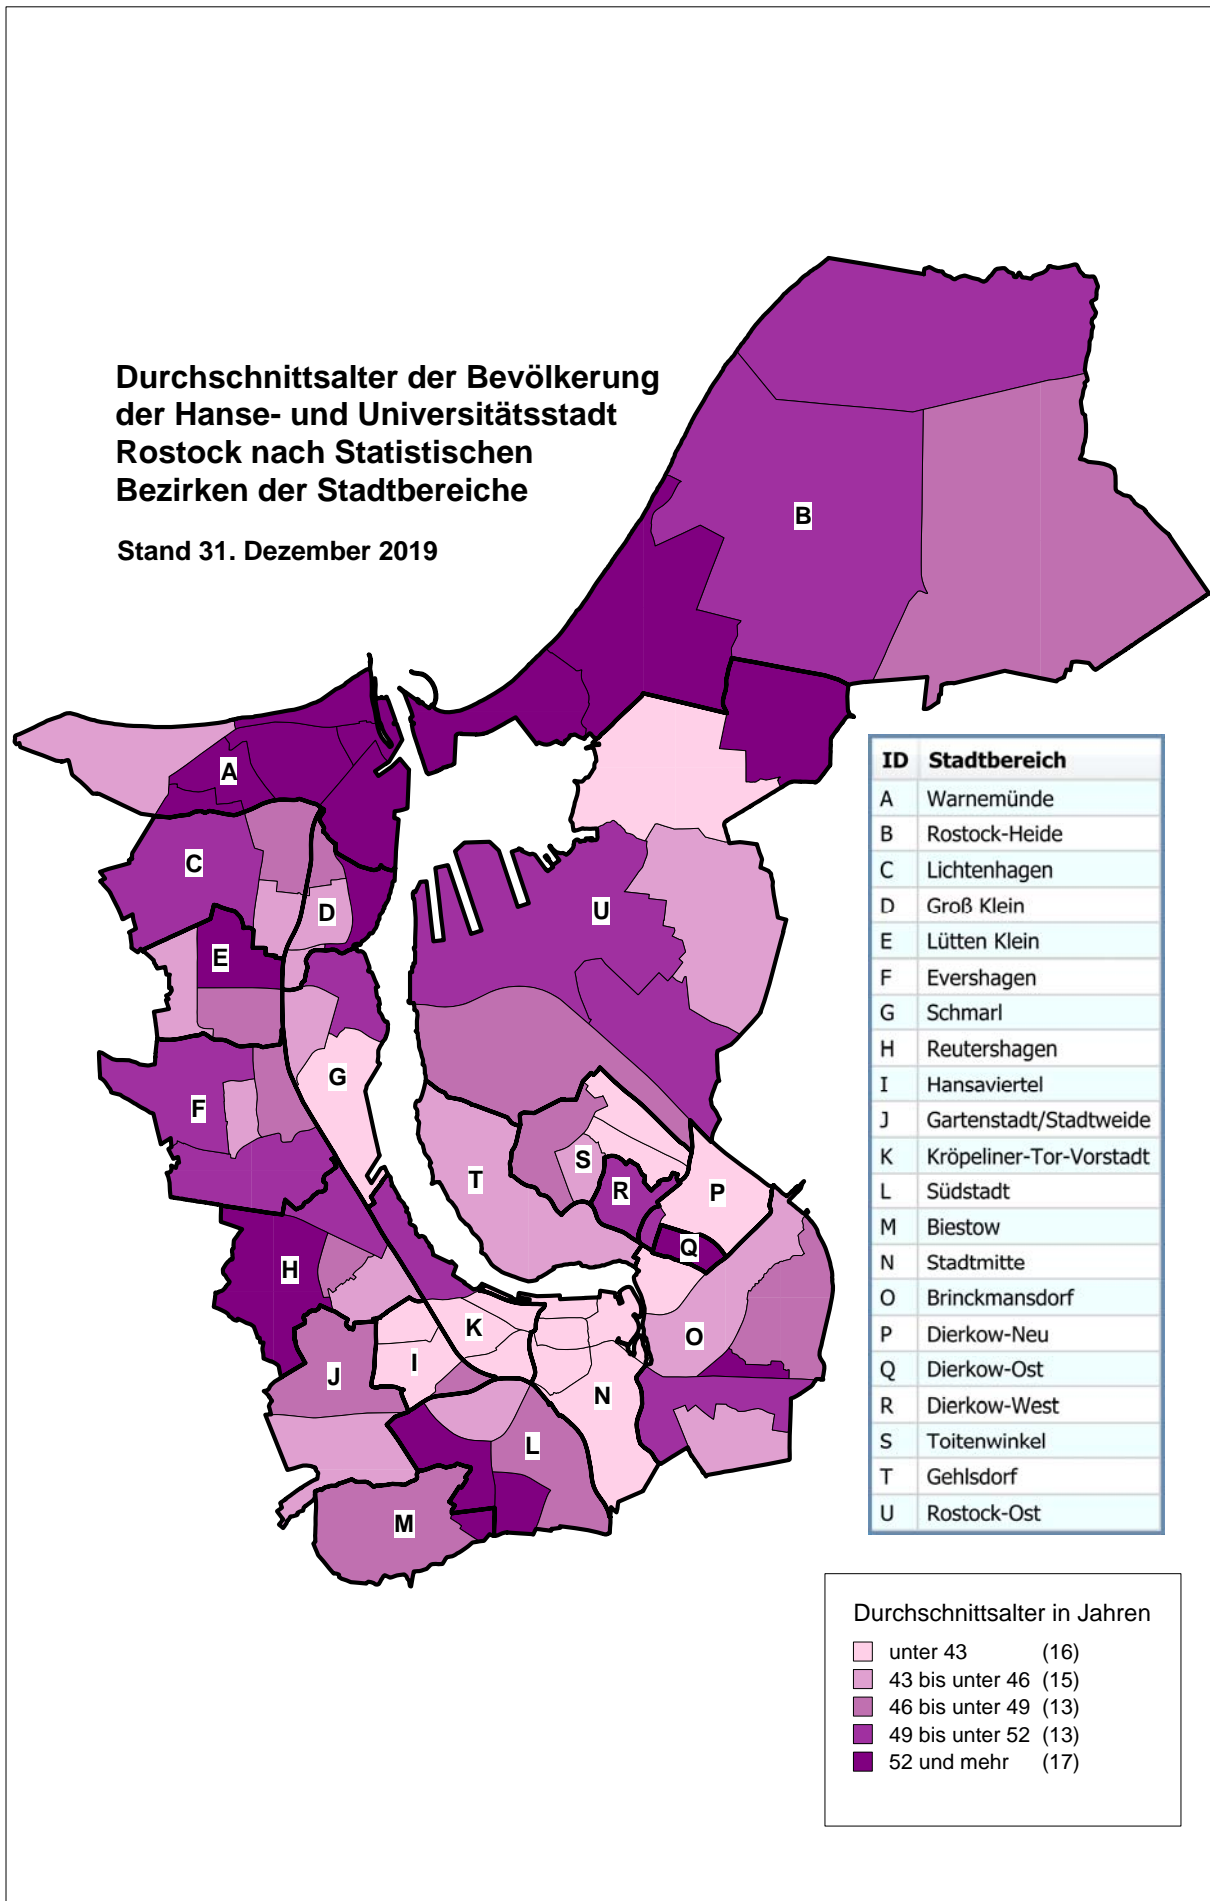 Durchschnittsalter der Bevölkerung
der Hanse- und Universitätsstadt
Rostock nach Statistischen
Bezirken der Stadtbereiche
Stand 31. Dezember 2019
B
A
C
D
U
E
G
F
S
T
R
P
Q
H
K
O
I
J
N
L
M
ID Stadtbereich
A Warnemünde
B Rostock-Heide
C Lichtenhagen
D Groß Klein
E Lütten Klein
F Evershagen
G Schmarl
H Reutershagen
I Hansaviertel
J Gartenstadt/Stadtweide
K Kröpeliner-Tor-Vorstadt
L Südstadt
M Biestow
N Stadtmitte
O Brinckmansdorf
P Dierkow-Neu
Q Dierkow-Ost
R Dierkow-West
S Toitenwinkel
T Gehlsdorf
U Rostock-Ost
Durchschnittsalter in Jahren
unter 43 (16)
43 bis unter 46 (15)
46 bis unter 49 (13)
49 bis unter 52 (13)
52 und mehr (17)